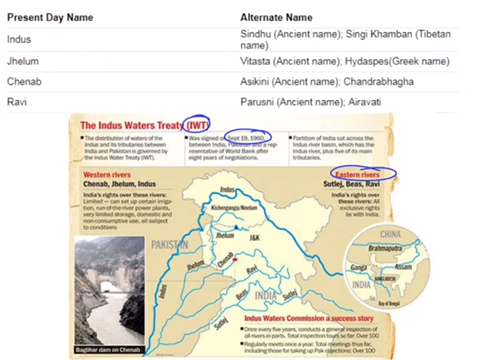 Present Day Name Alternate Name
Indus Sindhu (Ancient name); Singi Khamban (Tibetan
name)
Jhelum Vitasta (Ancient name); Hydaspes(Greek name)
Chenab Asikini (Ancient name); Chandrabhagha
Ravi Parusni (Ancient name); Airavati
The Indus Waters Treaty (IWT)
The distribution of waters of the
Indus and its tributaries between
India and Pakistan is governed by
the Indus Water Treaty (IWT).
Was signed on Sept 19, 1960,
between India, Pakistan and a rep-
resentative of World Bank after
eight years of negotiations.
Partition of India cut across the
Indus river basin, which has the
Indus river, plus five of its main
tributaries.
Western rivers
Chenab, Jhelum, Indus
India's rights over these rivers:
Limited — can set up certain irriga-
tion, run-of-the-river power plants,
very limited storage, domestic and
non-consumptive use, all subject
to conditions
Eastern rivers
Sutlej, Beas, Ravi
India's rights over
these rivers: All
exclusive rights
lie with India.
Indus
Kishenganga/Neelum
Jhelum
J&K
PAKISTAN
Jhelum
Chenab
Ravi
Indus
Beas
INDIA
Sutlej
Sutlej
CHINA
Brahmaputra
Ganga
Assam
BANGLADESH
INDIA
Bay of Bengal
Baglihar dam on Chenab
Indus Waters Commission a success story
Once every five years, conducts a general inspection
of all rivers in parts. Total inspection tours so far: Over 100
Regularly meets once a year. Total meetings thus far,
including those for taking up Pak objections: Over 100